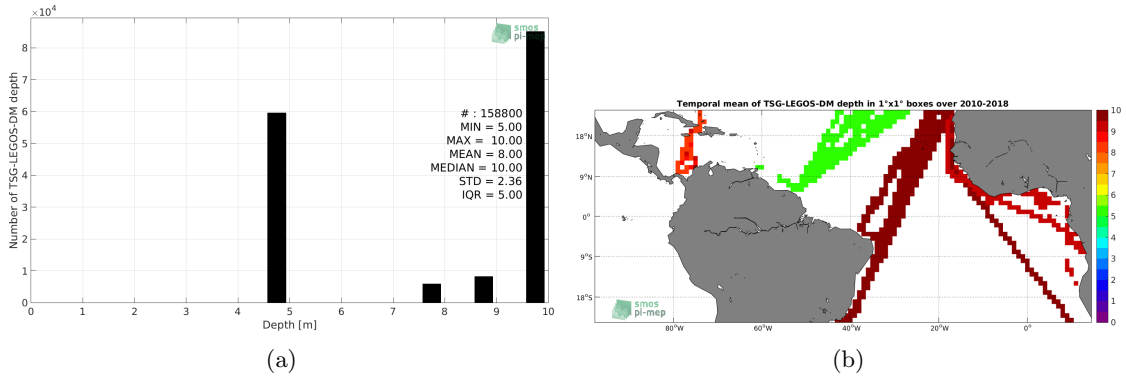 ×10⁴
9
8
7
6
5
4
3
2
1
0
Number of TSG-LEGOS-DM depth
smos
pi-mep
# : 158800
MIN = 5.00
MAX = 10.00
MEAN = 8.00
MEDIAN = 10.00
STD = 2.36
IQR = 5.00
0 1 2 3 4 5 6 7 8 9 10
Depth [m]
(a)
Temporal mean of TSG-LEGOS-DM depth in 1°x1° boxes over 2010-2018
18°N
9°N
0°
9°S
18°S
80°W 60°W 40°W 20°W 0°
smos
pi-mep
10
9
8
7
6
5
4
3
2
1
0
(b)